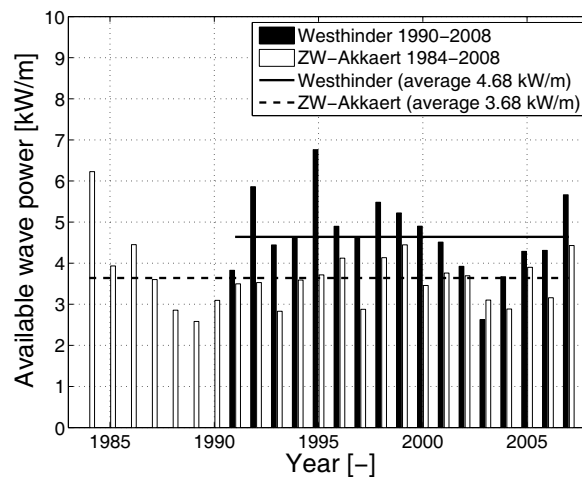 10
9
8
7
6
5
4
3
2
1
0
Available wave power [kW/m]
Westhinder 1990−2008
ZW−Akkaert 1984−2008
Westhinder (average 4.68 kW/m)
ZW−Akkaert (average 3.68 kW/m)
1985 1990 1995 2000 2005
Year [−]